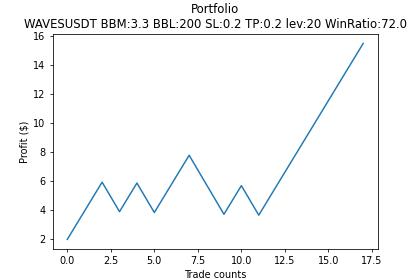 Portfolio
WAVESUSDT BBM:3.3 BBL:200 SL:0.2 TP:0.2 lev:20 WinRatio:72.0
16
14
12
10
8
6
4
2
Profit ($)
0.0 2.5 5.0 7.5 10.0 12.5 15.0 17.5
Trade counts